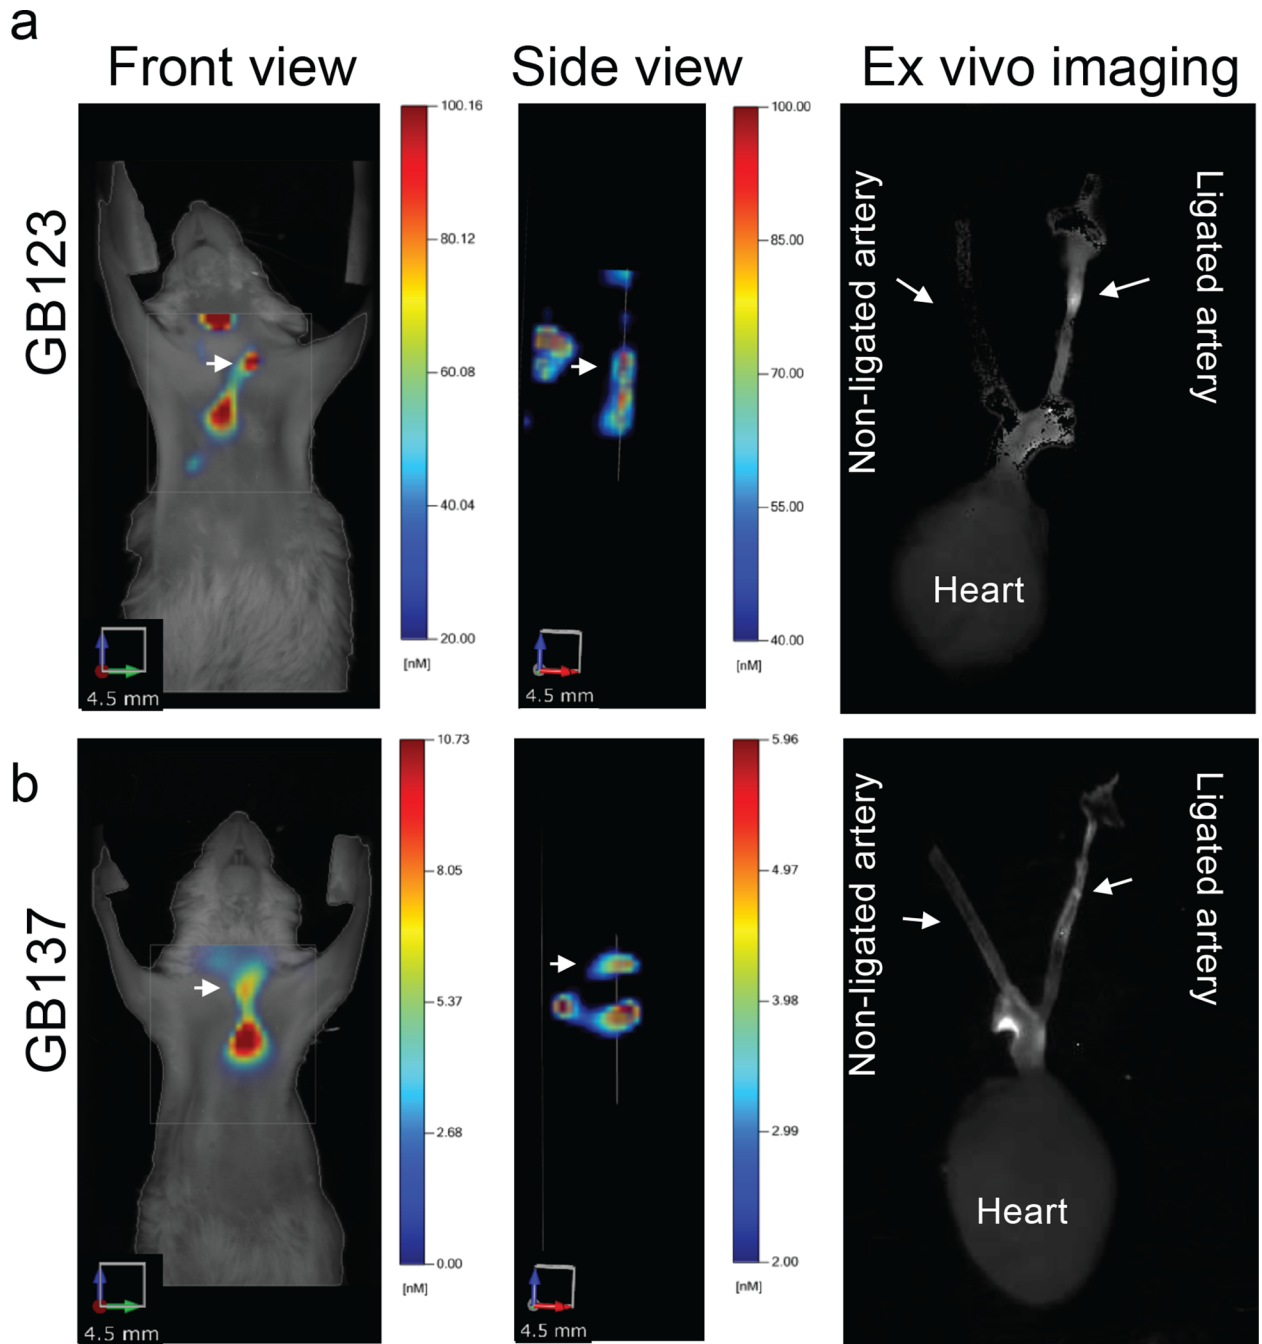 a
Front view
Side view
Ex vivo imaging
GB123
100.16
80.12
60.08
40.04
20.00
[nM]
4.5 mm
100.00
85.00
70.00
55.00
40.00
[nM]
4.5 mm
Non-ligated artery
Ligated artery
Heart
b
GB137
10.73
8.05
5.37
2.68
0.00
[nM]
4.5 mm
5.96
4.97
3.98
2.99
2.00
[nM]
4.5 mm
Non-ligated artery
Ligated artery
Heart